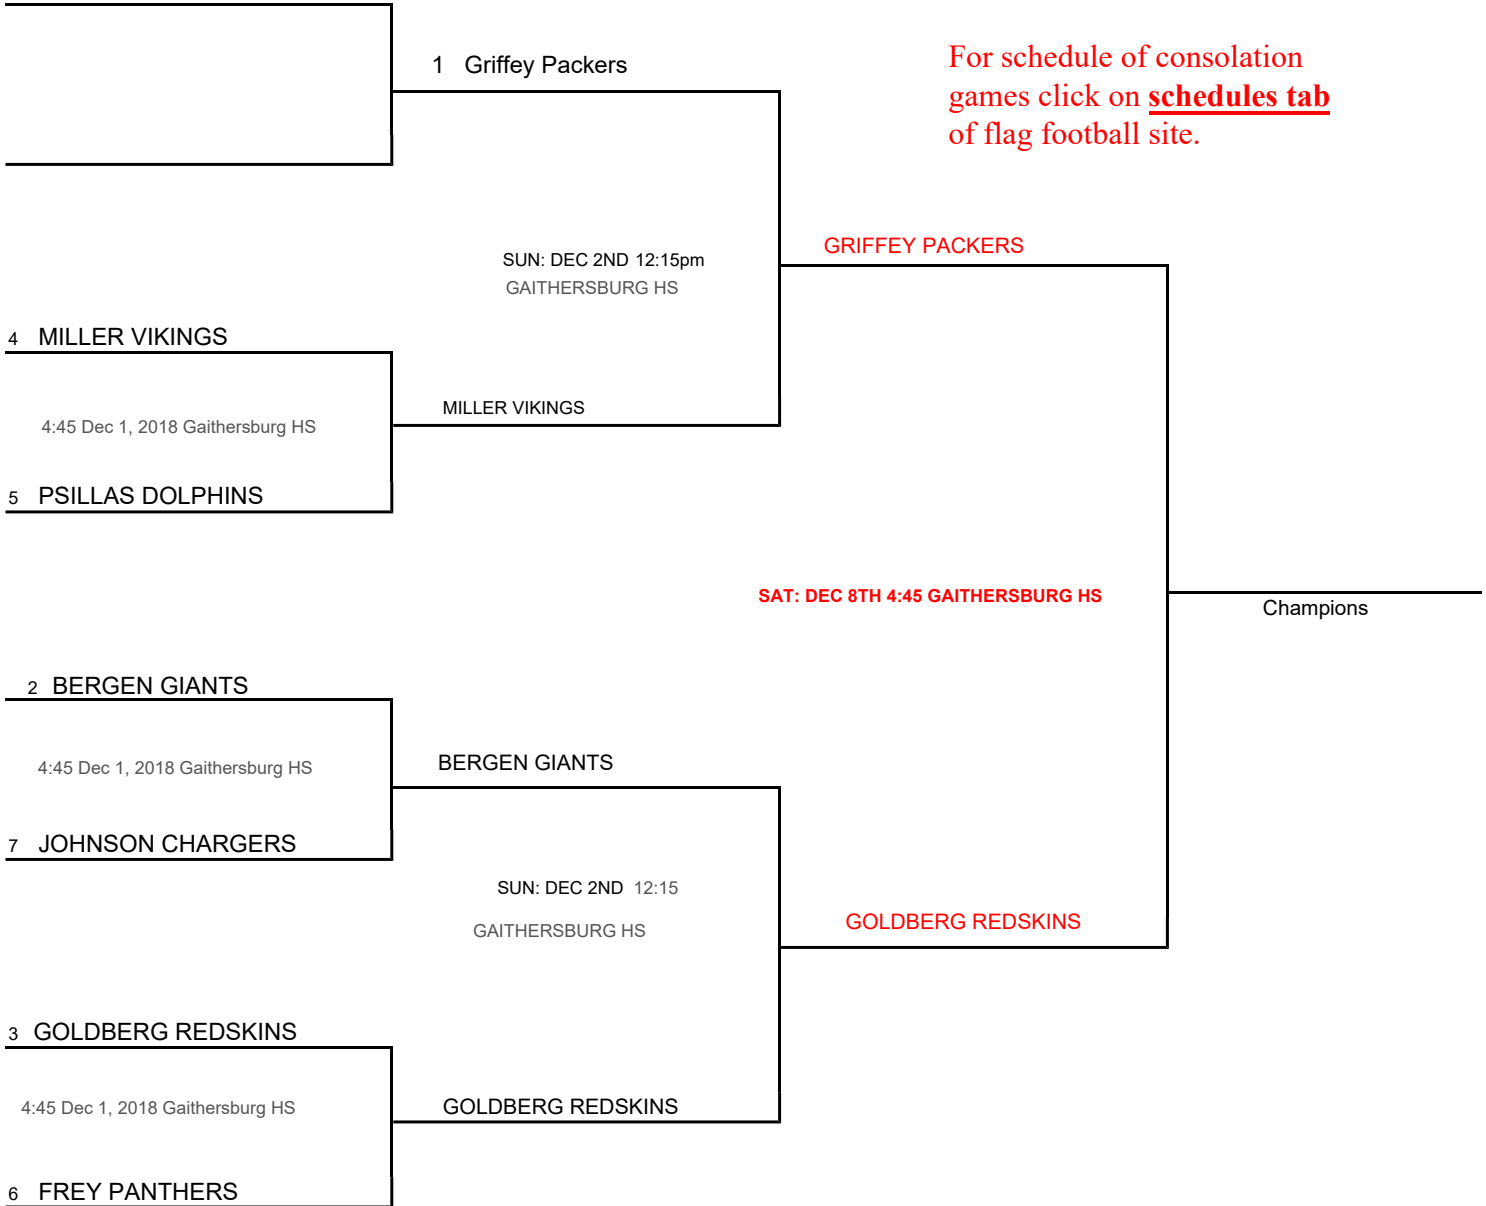 1 Griffey Packers
For schedule of consolation
games click on schedules tab
of flag football site.
GRIFFEY PACKERS
SUN: DEC 2ND 12:15pm
GAITHERSBURG HS
4 MILLER VIKINGS
MILLER VIKINGS
4:45 Dec 1, 2018 Gaithersburg HS
5 PSILLAS DOLPHINS
SAT: DEC 8TH 4:45 GAITHERSBURG HS
Champions
2 BERGEN GIANTS
BERGEN GIANTS
4:45 Dec 1, 2018 Gaithersburg HS
7 JOHNSON CHARGERS
SUN: DEC 2ND 12:15
GAITHERSBURG HS
GOLDBERG REDSKINS
3 GOLDBERG REDSKINS
4:45 Dec 1, 2018 Gaithersburg HS
GOLDBERG REDSKINS
6 FREY PANTHERS